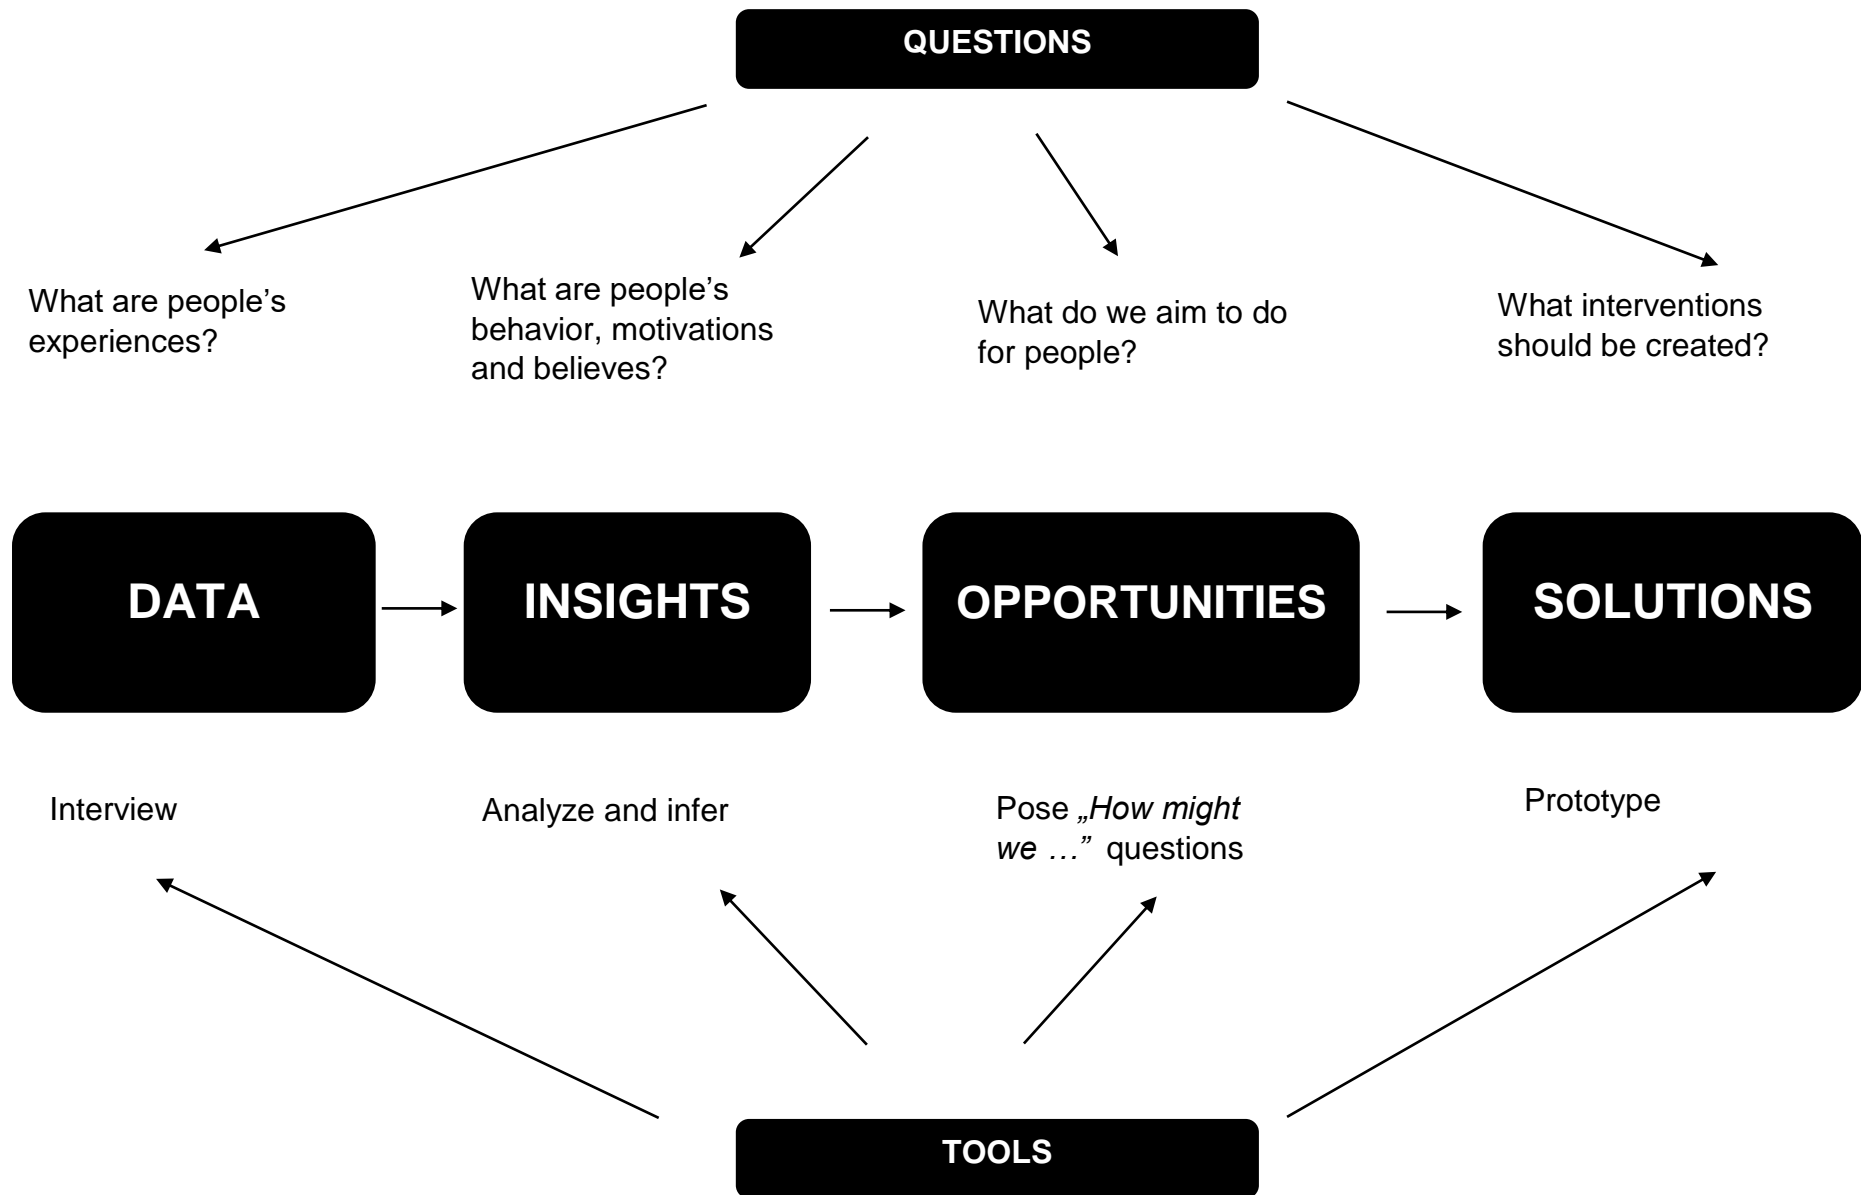 QUESTIONS
What are people’s
experiences?
What are people’s
behavior, motivations
and believes?
What do we aim to do
for people?
What interventions
should be created?
DATA
INSIGHTS
OPPORTUNITIES
SOLUTIONS
Interview
Analyze and infer
Pose „How might
we …” questions
Prototype
TOOLS